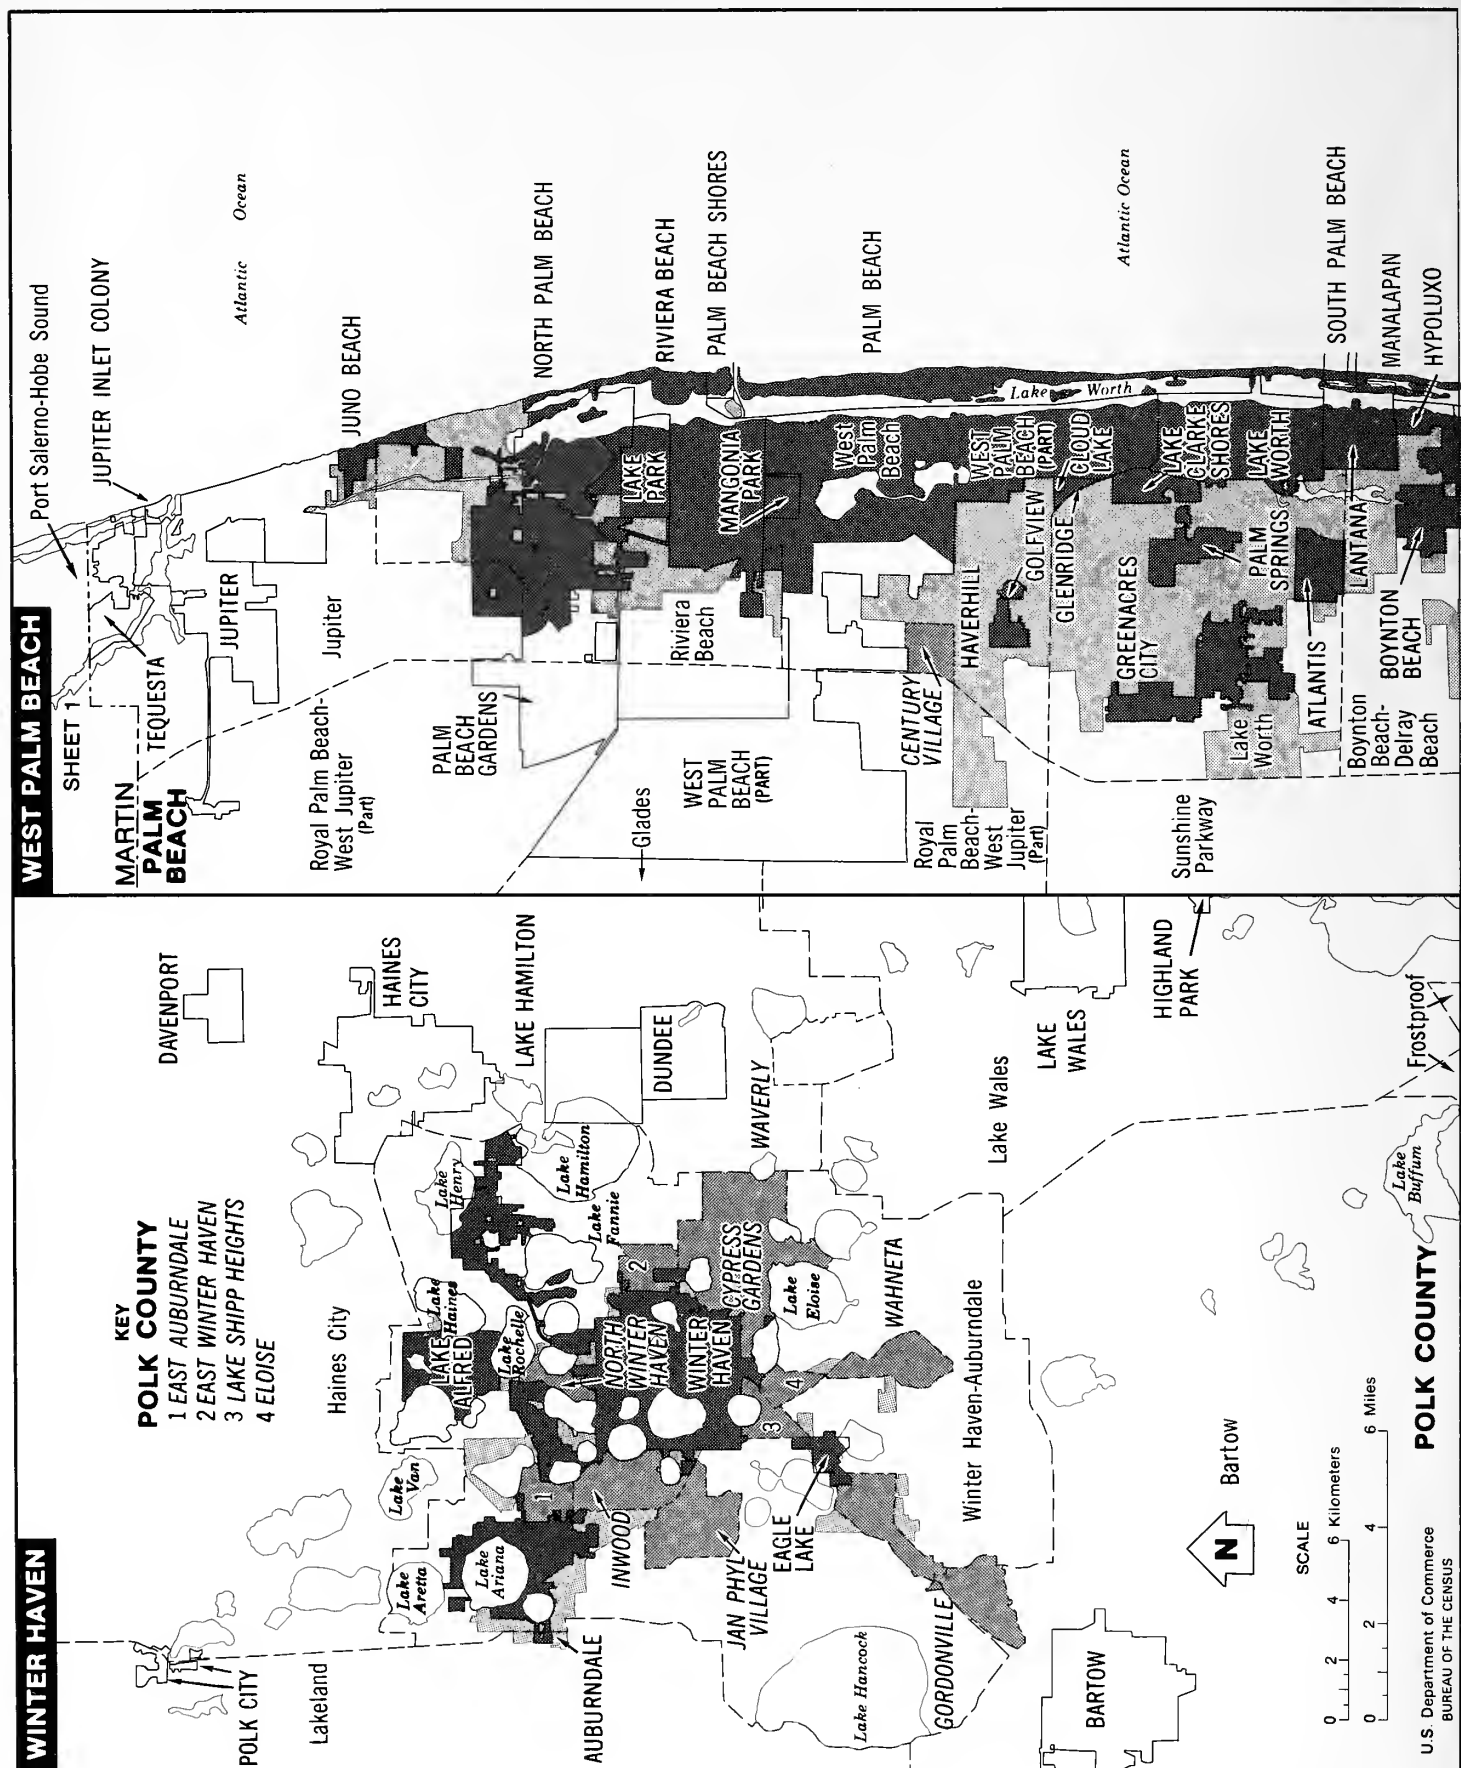 WINTER HAVEN
KEY
POLK COUNTY
1 EAST AUBURNDALE
2 EAST WINTER HAVEN
3 LAKE SHIPP HEIGHTS
4 ELOISE
POLK CITY
Lakeland
DAVENPORT
HAINES
CITY
Haines City
LAKE HAMILTON
DUNDEE
Lake
Van
Lake
Aretta
Lake
Ariana
Lake
Henry
Lake
Hamilton
Lake
Fannie
Lake
Haines
LAKE
ALFRED
Lake
Rochelle
NORTH
WINTER
HAVEN
WINTER
HAVEN
1
2
3
4
CYPRESS
GARDENS
Lake
Eloise
WAVERLY
WAHNETA
INWOOD
JAN PHYL
VILLAGE
EAGLE
LAKE
AUBURNDALE
GORDONVILLE
Lake Hancock
Winter Haven-Auburndale
Lake Wales
LAKE
WALES
HIGHLAND
PARK
Frostproof
Lake
Buffum
BARTOW
Bartow
N
SCALE
0 2 4 6 Kilometers
0 2 4 6 Miles
POLK COUNTY
U.S. Department of Commerce
BUREAU OF THE CENSUS
WEST PALM BEACH
SHEET 1
MARTIN
PALM
BEACH
Port Salerno-Hobe Sound
JUPITER INLET COLONY
TEQUESTA
JUPITER
Jupiter
Atlantic Ocean
JUNO BEACH
Royal Palm Beach-
West Jupiter
(Part)
PALM
BEACH
GARDENS
NORTH PALM BEACH
RIVIERA BEACH
PALM BEACH SHORES
PALM BEACH
LAKE
PARK
MANGONIA
PARK
Riviera
Beach
Glades
WEST
PALM
BEACH
(PART)
West
Palm
Beach
Lake Worth
WEST
PALM
BEACH
(PART)
CENTURY
VILLAGE
HAVERHILL
GOLFVIEW
CLOUD
LAKE
GLENRIDGE
Royal
Palm
Beach-
West
Jupiter
(Part)
Atlantic Ocean
LAKE
CLARKE
SHORES
LAKE
WORTH
GREENACRES
CITY
PALM
SPRINGS
Sunshine
Parkway
Lake
Worth
ATLANTIS
LANTANA
SOUTH PALM BEACH
MANALAPAN
HYPOLUXO
BOYNTON
BEACH
Boynton
Beach-
Delray
Beach